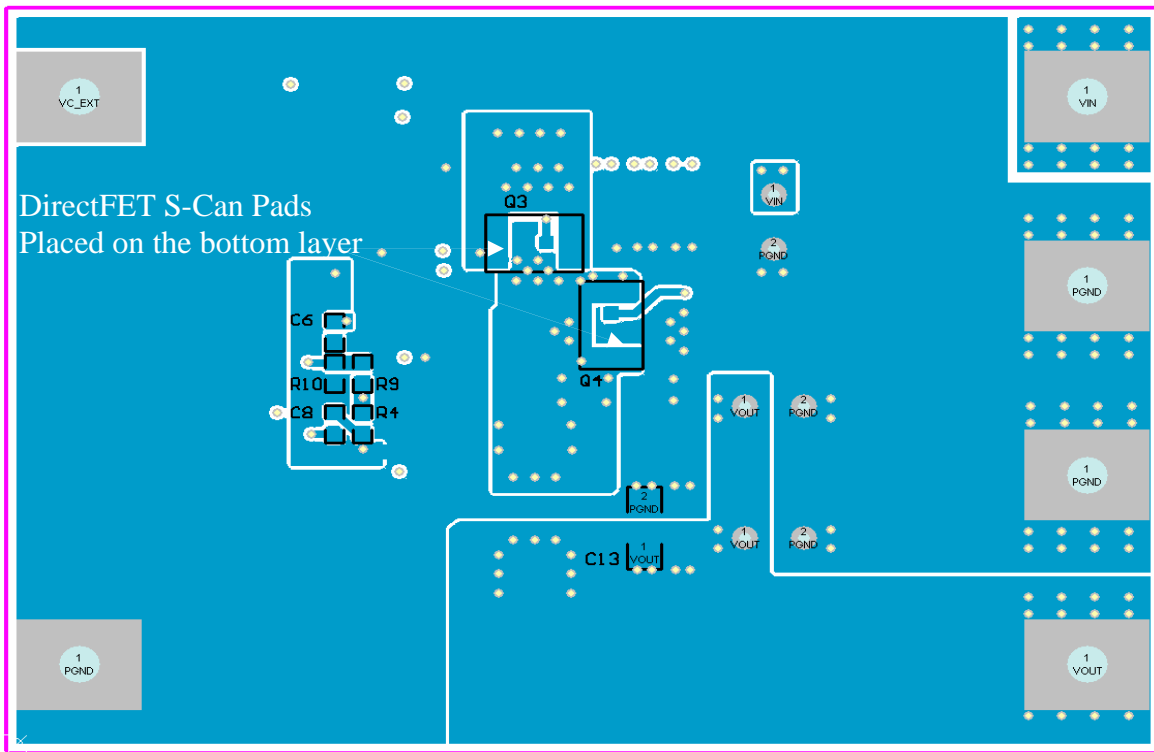 1
VC_EXT
1
VIN
DirectFET S-Can Pads
Placed on the bottom layer
Q3
1
VIN
2
PGND
1
PGND
C6
R10
R9
C8
R4
Q4
1
VOUT
2
PGND
1
PGND
2
PGND
C13
1
VOUT
1
VOUT
2
PGND
1
PGND
1
VOUT